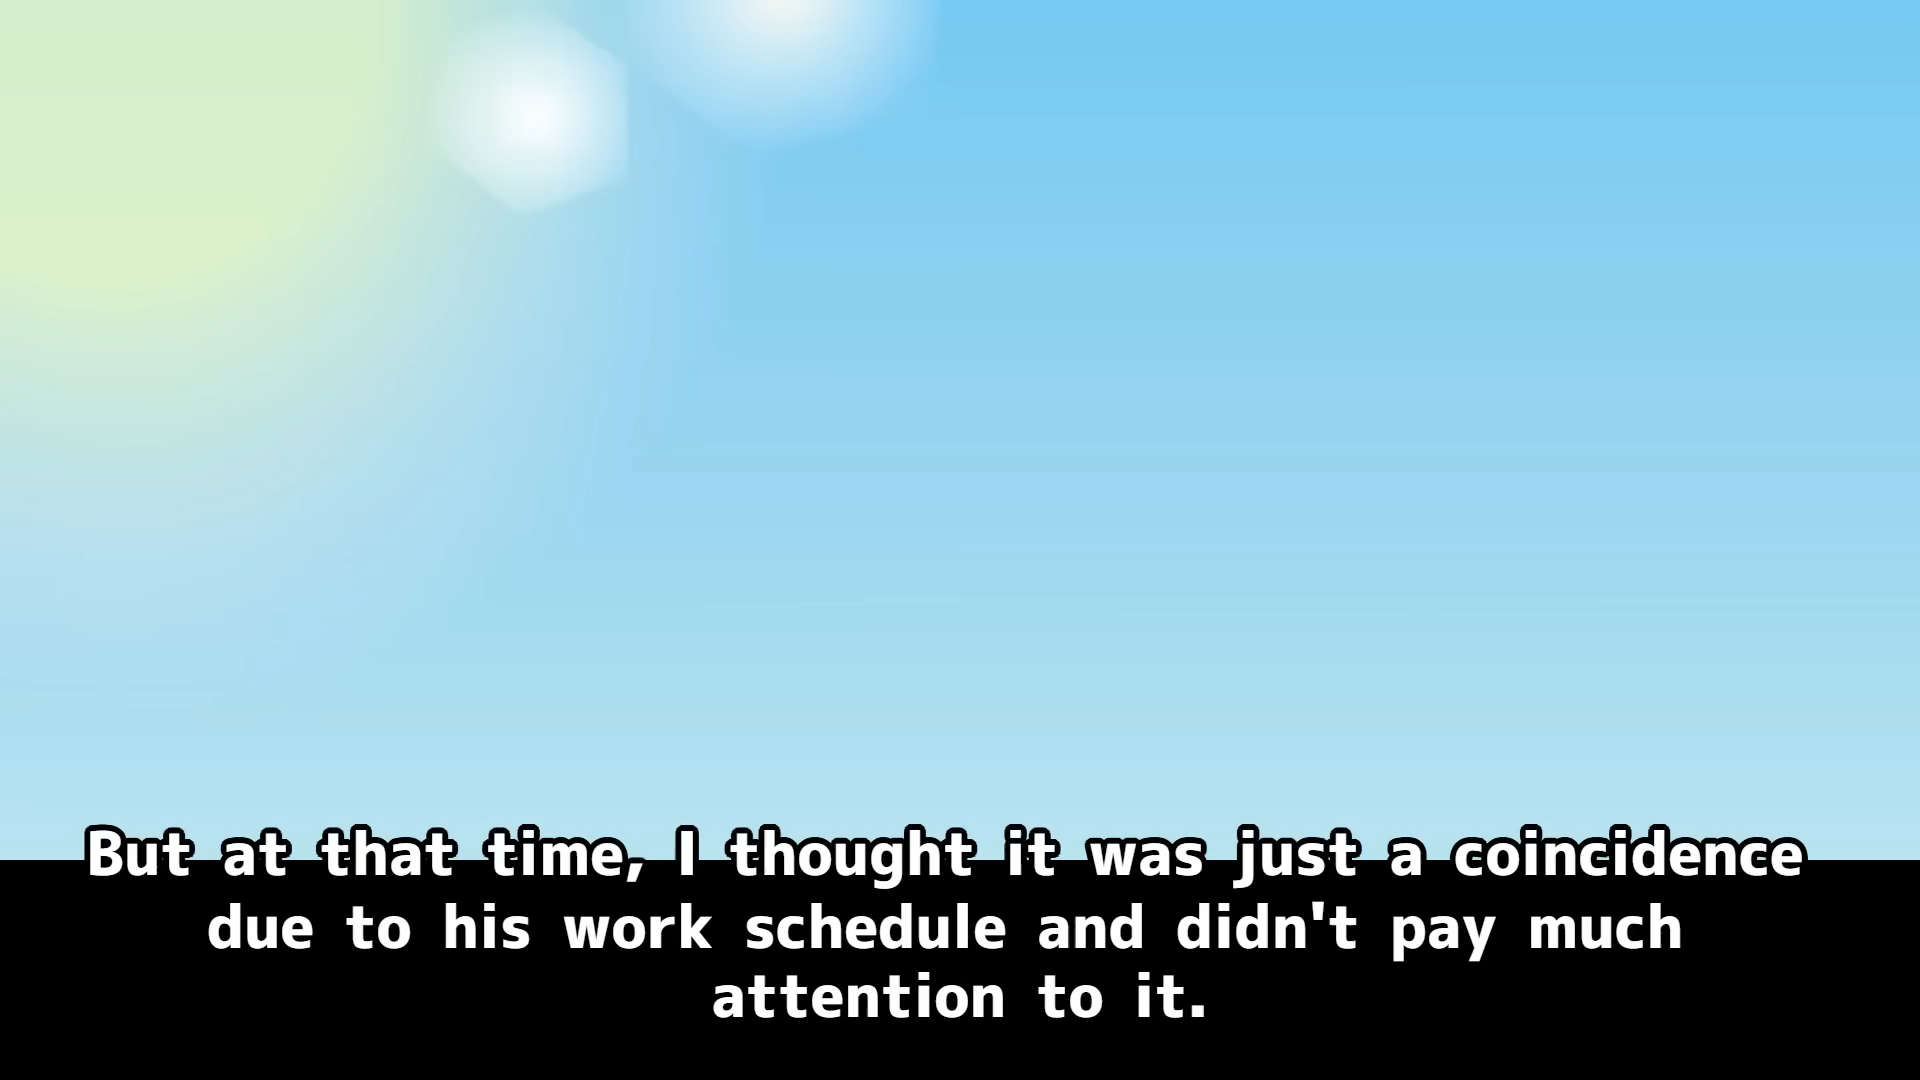 But at that time, I thought it was just a coincidence
due to his work schedule and didn't pay much
attention to it.